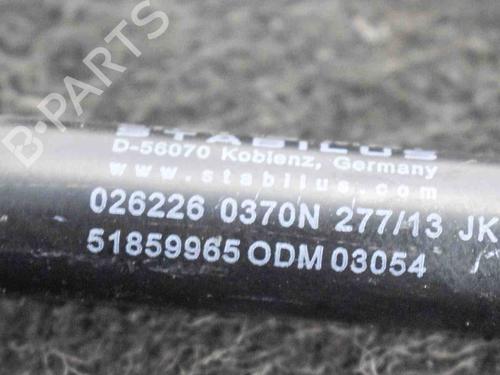 B-PARTS
STABILUS
D-56070 Koblenz, Germany
www.stabilus.com
026226 0370N 277/13 JK
51859965 ODM 03054